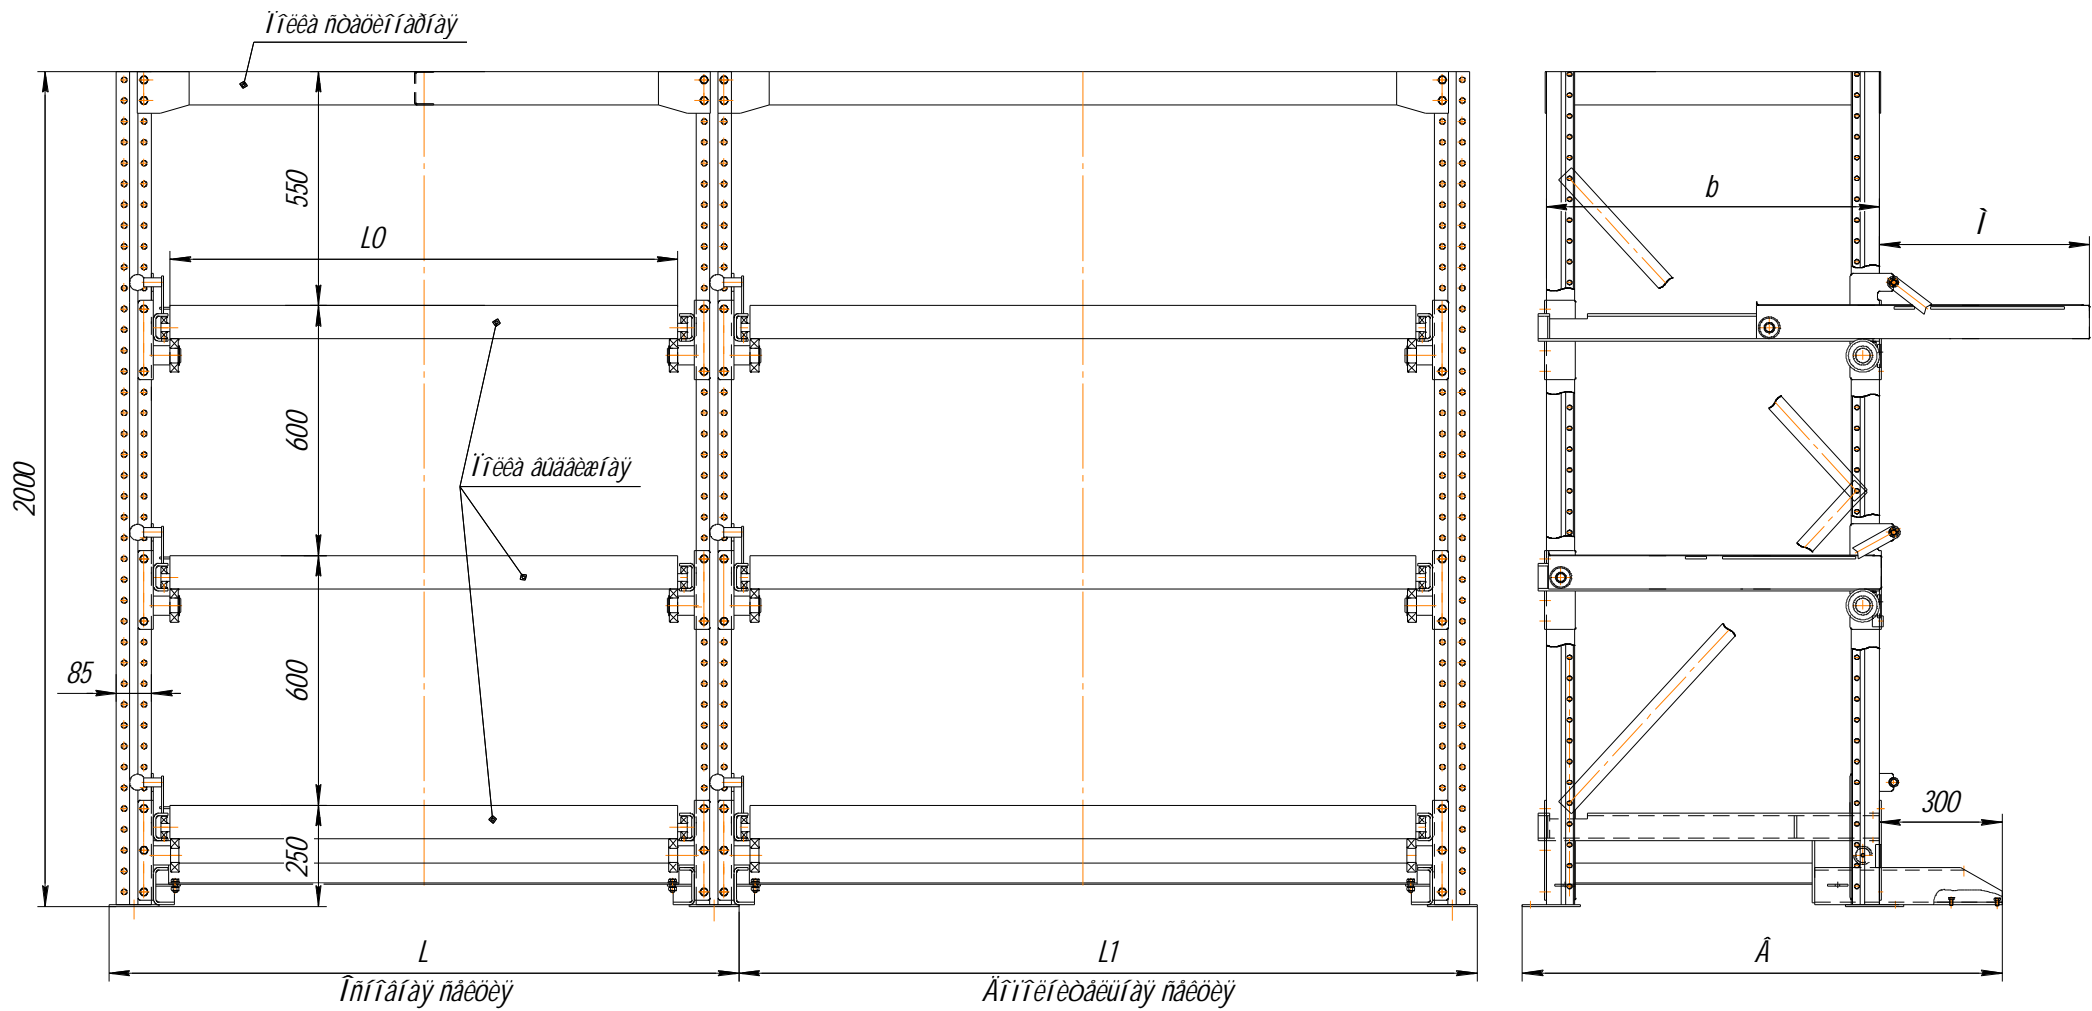 Ïîëêà ñòàöèîíàðíàÿ
550
b
L0
Ì
600
2000
Ïîëêà âûäâèæíàÿ
85
600
300
250
L
L1
Â
Îñíîâíàÿ ñåêöèÿ
Äîïîëíèòåëüíàÿ ñåêöèÿ